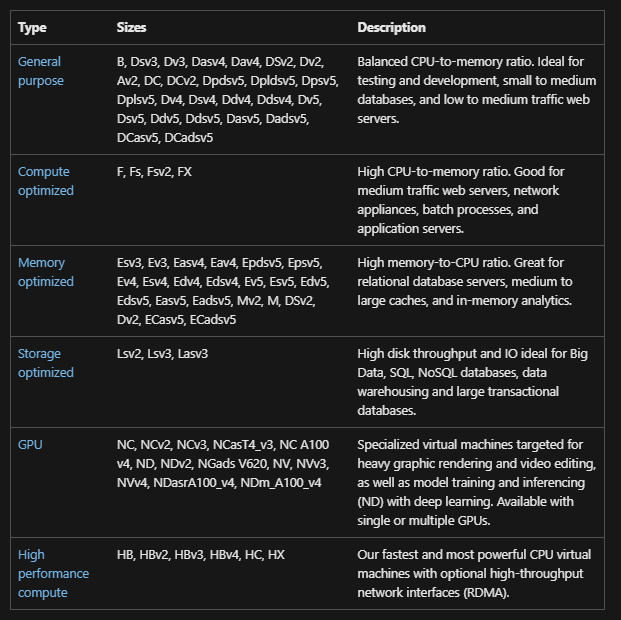 Type Sizes Description
General purpose
B, Dsv3, Dv3, Dasv4, Dav4, DSv2, Dv2,
Av2, DC, DCv2, Dpdsv5, Dpldsv5, Dpsv5,
Dplsv5, Dv4, Dsv4, Ddv4, Ddsv4, Dv5,
Dsv5, Ddv5, Ddsv5, Dasv5, Dadsv5,
DCasv5, DCadsv5
Balanced CPU-to-memory ratio. Ideal for
testing and development, small to medium
databases, and low to medium traffic web
servers.
Compute
optimized
F, Fs, Fsv2, FX
High CPU-to-memory ratio. Good for
medium traffic web servers, network
appliances, batch processes, and
application servers.
Memory
optimized
Esv3, Ev3, Easv4, Eav4, Epdsv5, Epsv5,
Ev4, Esv4, Edv4, Edsv4, Ev5, Esv5, Edv5,
Edsv5, Easv5, Eadsv5, Mv2, M, DSv2,
Dv2, ECasv5, ECadsv5
High memory-to-CPU ratio. Great for
relational database servers, medium to
large caches, and in-memory analytics.
Storage
optimized
Lsv2, Lsv3, Lasv3
High disk throughput and IO ideal for Big
Data, SQL, NoSQL databases, data
warehousing and large transactional
databases.
GPU
NC, NCv2, NCv3, NCasT4_v3, NC A100
v4, ND, NDv2, NGads V620, NV, NVv3,
NVv4, NDasrA100_v4, NDm_A100_v4
Specialized virtual machines targeted for
heavy graphic rendering and video editing,
as well as model training and inferencing
(ND) with deep learning. Available with
single or multiple GPUs.
High
performance
compute
HB, HBv2, HBv3, HBv4, HC, HX
Our fastest and most powerful CPU virtual
machines with optional high-throughput
network interfaces (RDMA).